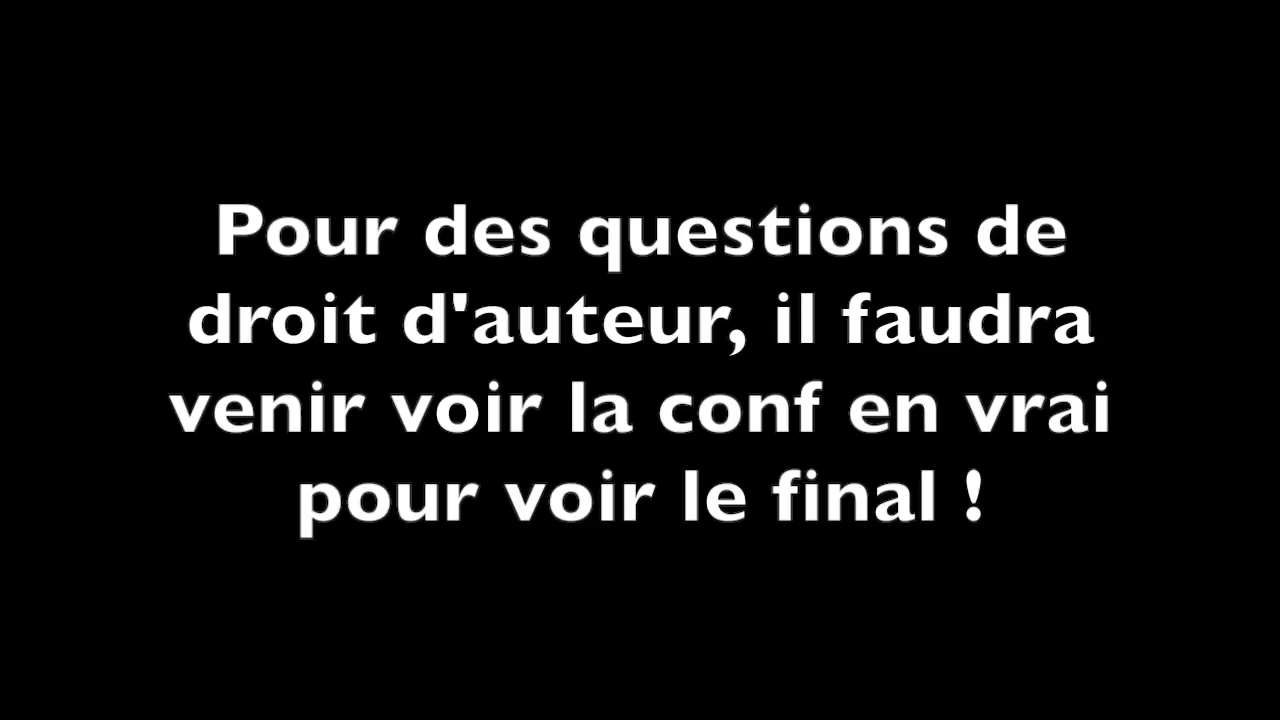 Pour des questions de
droit d'auteur, il faudra
venir voir la conf en vrai
pour voir le final !